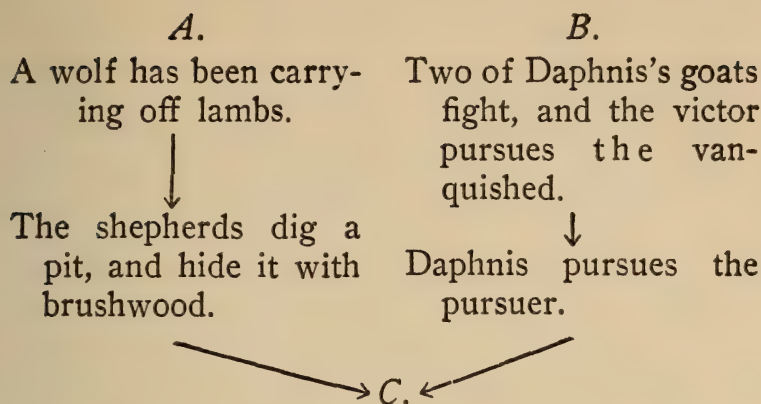 A.
A wolf has been carry-
ing off lambs.
The shepherds dig a
pit, and hide it with
brushwood.
B.
Two of Daphnis's goats
fight, and the victor
pursues the van-
quished.
Daphnis pursues the
pursuer.
C.